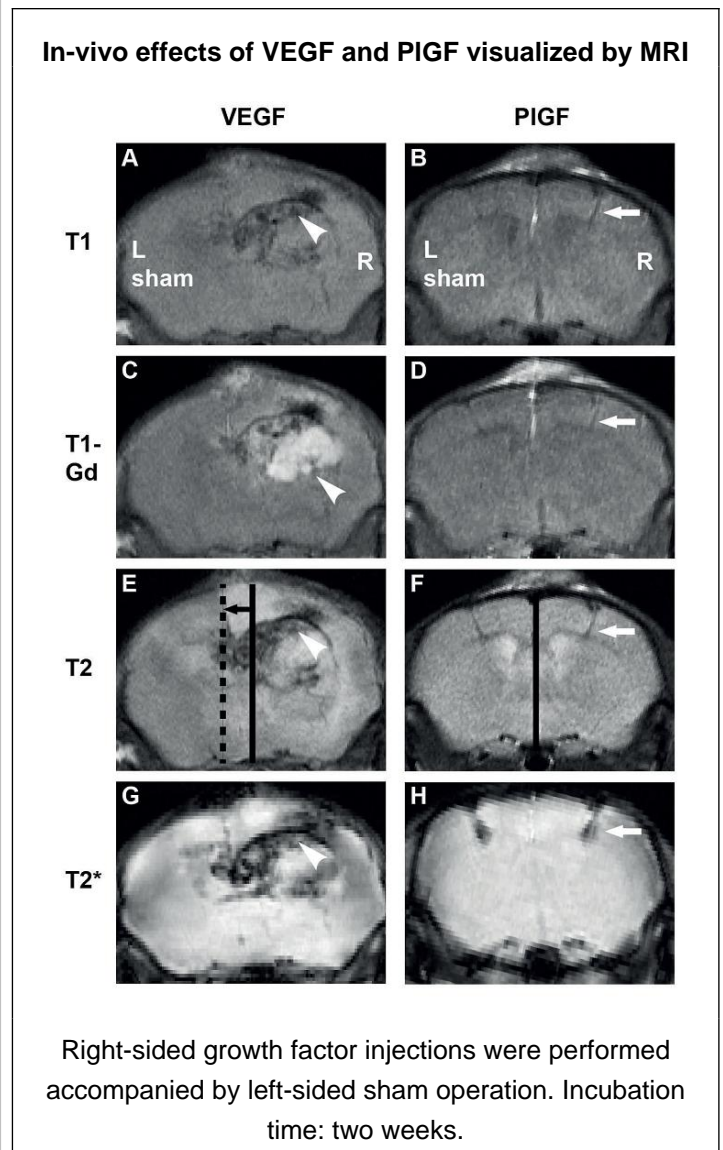 In-vivo effects of VEGF and PIGF visualized by MRI
VEGF
PIGF
T1
A
L
sham
R
B
L
sham
R
T1-
Gd
C
D
T2
E
F
T2*
G
H
Right-sided growth factor injections were performed
accompanied by left-sided sham operation. Incubation
time: two weeks.